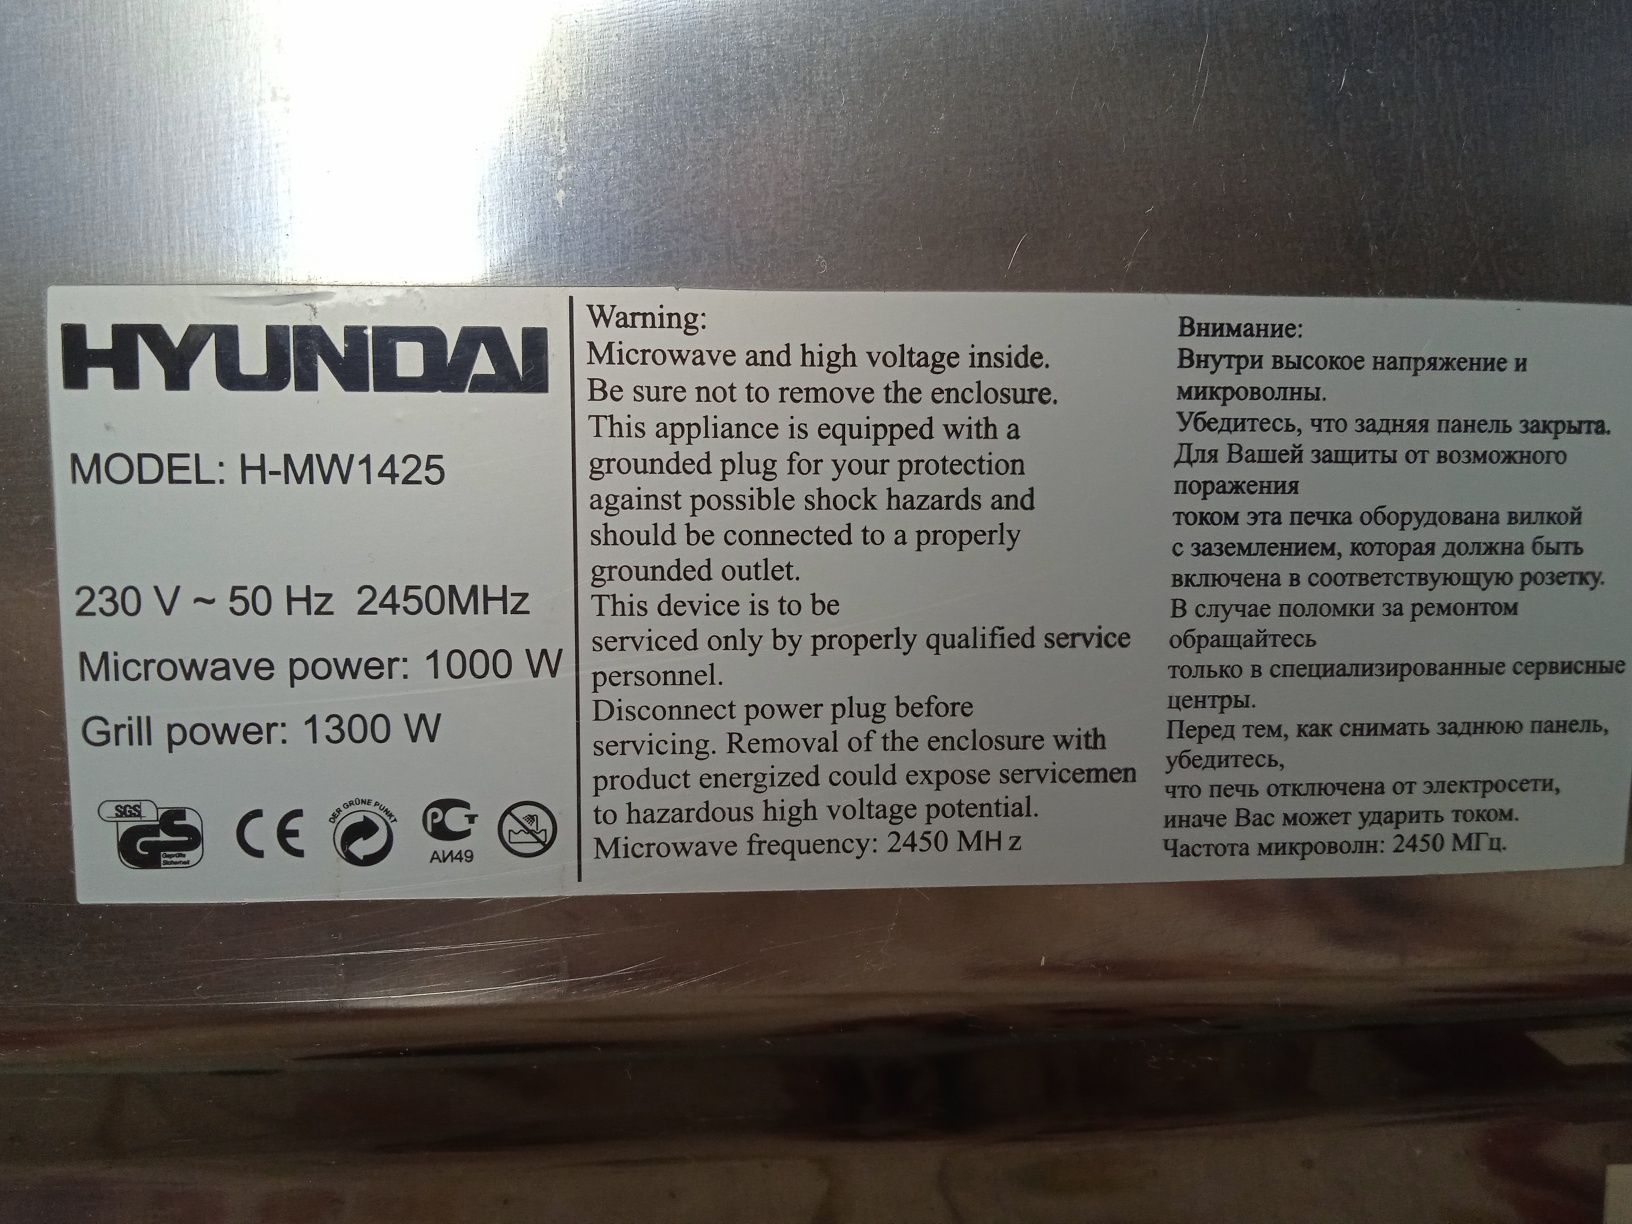 HYUNDAI
MODEL: H-MW1425
230 V ~ 50 Hz 2450MHz
Microwave power: 1000 W
Grill power: 1300 W
SGS
GS
Geprüfte
Sicherheit
CE
DER GRÜNE PUNKT
РСТ
АИ49
Warning:
Microwave and high voltage inside.
Be sure not to remove the enclosure.
This appliance is equipped with a
grounded plug for your protection
against possible shock hazards and
should be connected to a properly
grounded outlet.
This device is to be
serviced only by properly qualified service
personnel.
Disconnect power plug before
servicing. Removal of the enclosure with
product energized could expose servicemen
to hazardous high voltage potential.
Microwave frequency: 2450 MHz
Внимание:
Внутри высокое напряжение и
микроволны.
Убедитесь, что задняя панель закрыта.
Для Вашей защиты от возможного
поражения
током эта печка оборудована вилкой
с заземлением, которая должна быть
включена в соответствующую розетку.
В случае поломки за ремонтом
обращайтесь
только в специализированные сервисные
центры.
Перед тем, как снимать заднюю панель,
убедитесь,
что печь отключена от электросети,
иначе Вас может ударить током.
Частота микроволн: 2450 МГц.